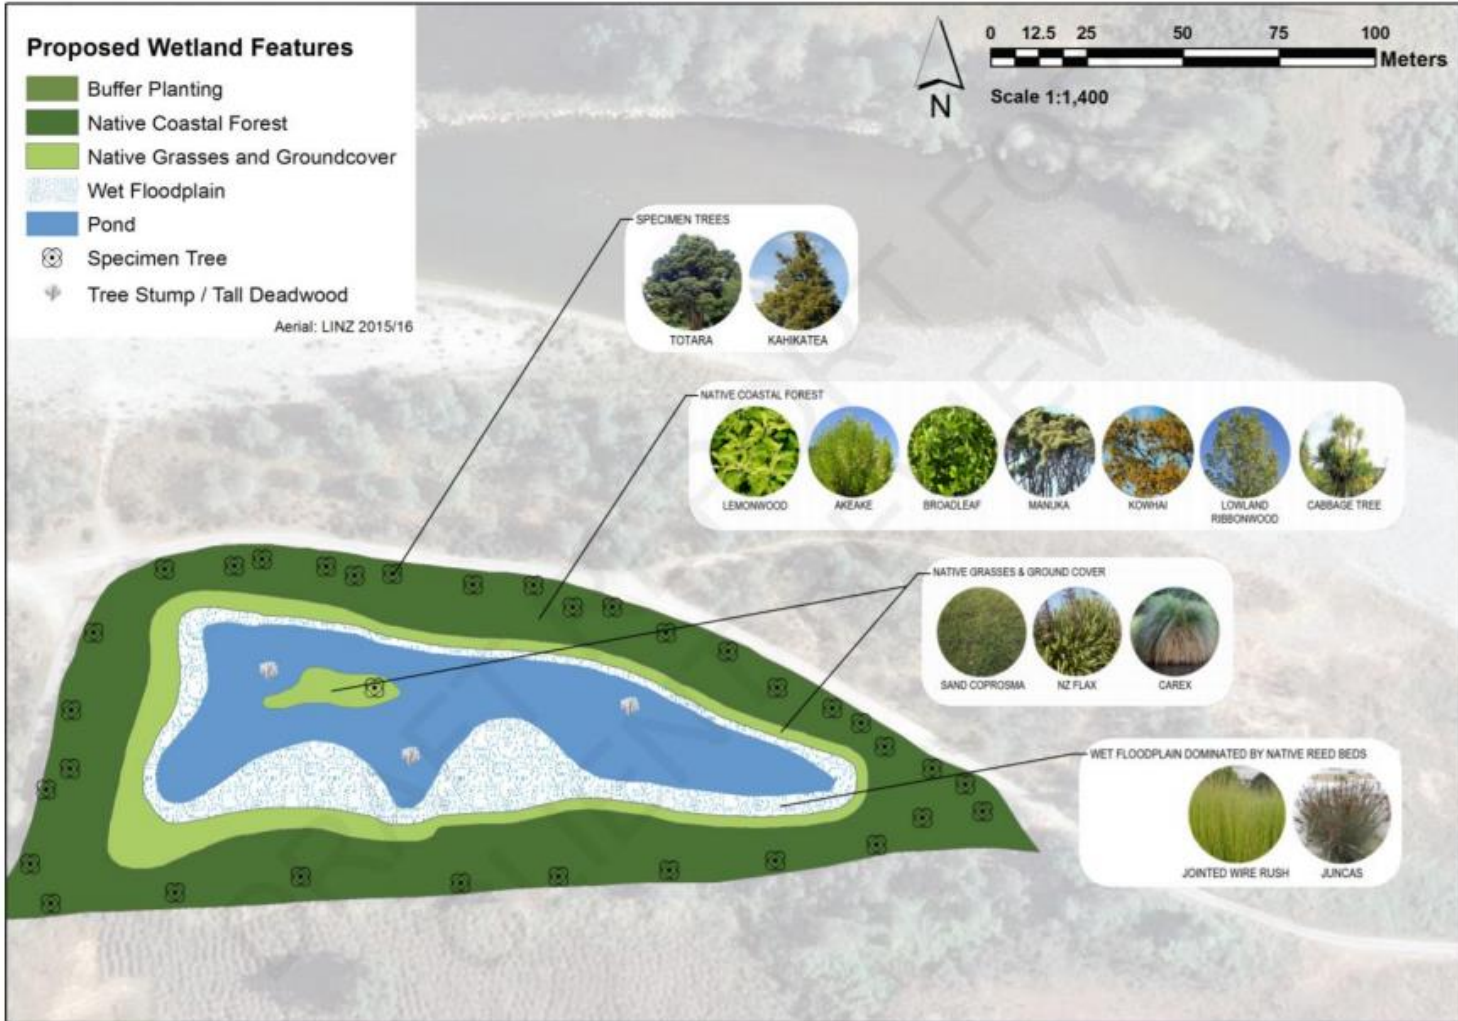 Proposed Wetland Features
Buffer Planting
Native Coastal Forest
Native Grasses and Groundcover
Wet Floodplain
Pond
Specimen Tree
Tree Stump / Tall Deadwood
Aerial: LINZ 2015/16
0 12.5 25 50 75 100
Meters
Scale 1:1,400
N
SPECIMEN TREES
TOTARA KAHIKATEA
NATIVE COASTAL FOREST
LEMONWOOD AKEAKE BROADLEAF MANUKA KOWHAI LOWLAND RIBBONWOOD CABBAGE TREE
NATIVE GRASSES & GROUND COVER
SAND COPROSMA NZ FLAX CAREX
WET FLOODPLAIN DOMINATED BY NATIVE REED BEDS
JOINTED WIRE RUSH JUNCAS